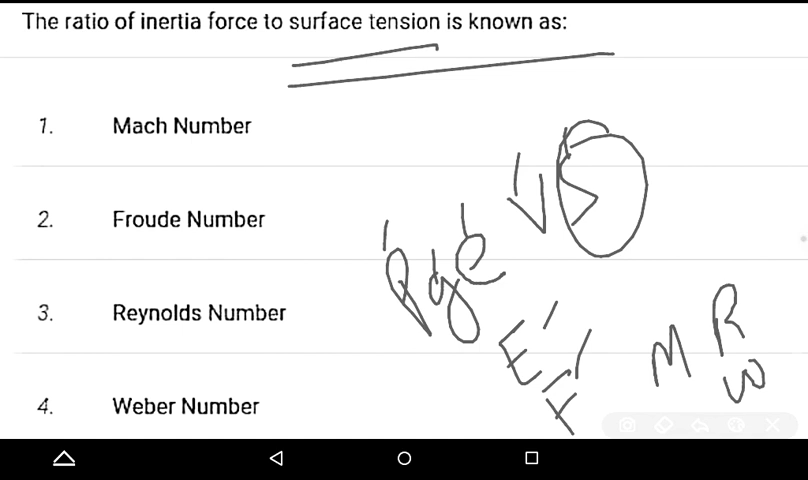 The ratio of inertia force to surface tension is known as:
1. Mach Number
2. Froude Number
3. Reynolds Number
4. Weber Number
M R
W